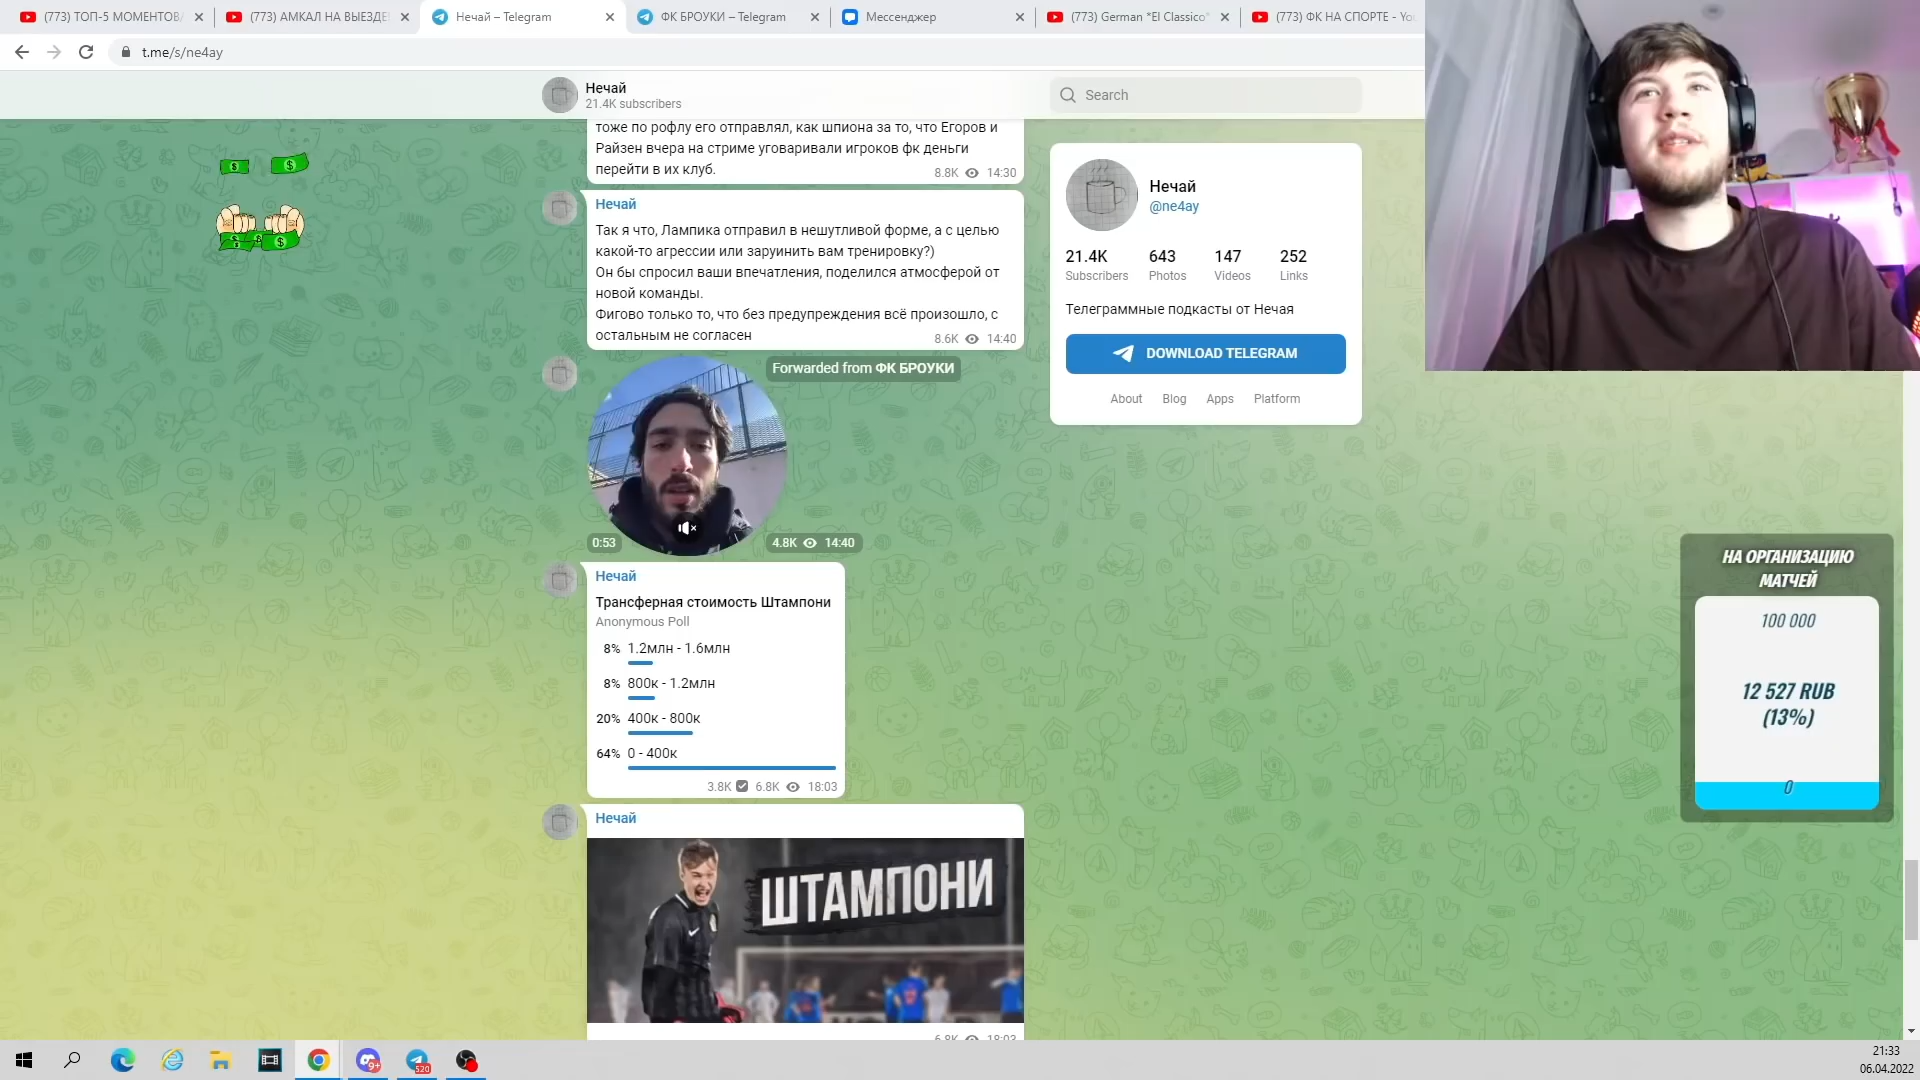 (773) ТОП-5 МОМЕНТОВ
(773) АМКАЛ НА ВЫЕЗДЕ
Нечай – Telegram
ФК БРОУКИ – Telegram
Мессенджер
(773) German "El Classico"
(773) ФК НА СПОРТЕ - You
t.me/s/ne4ay
Нечай
21.4K subscribers
Search
тоже по рофлу его отправлял, как шпиона за то, что Егоров и
Райзен вчера на стриме уговаривали игроков фк деньги
перейти в их клуб.
8.8K 14:30
Нечай
Так я что, Лампика отправил в нешутливой форме, а с целью
какой-то агрессии или заруинить вам тренировку?)
Он бы спросил ваши впечатления, поделился атмосферой от
новой команды.
Фигово только то, что без предупреждения всё произошло, с
остальным не согласен
8.6K 14:40
Forwarded from ФК БРОУКИ
0:53
4.8K 14:40
Нечай
Трансферная стоимость Штампони
Anonymous Poll
8% 1.2млн - 1.6млн
8% 800к - 1.2млн
20% 400к - 800к
64% 0 - 400к
3.8K 6.8K 18:03
Нечай
ШТАМПОНИ
6.8K 18:03
Нечай
@ne4ay
21.4K 643 147 252
Subscribers Photos Videos Links
Телеграммные подкасты от Нечая
DOWNLOAD TELEGRAM
About Blog Apps Platform
НА ОРГАНИЗАЦИЮ
МАТЧЕЙ
100 000
12 527 RUB
(13%)
0
9+
520
21:33
06.04.2022